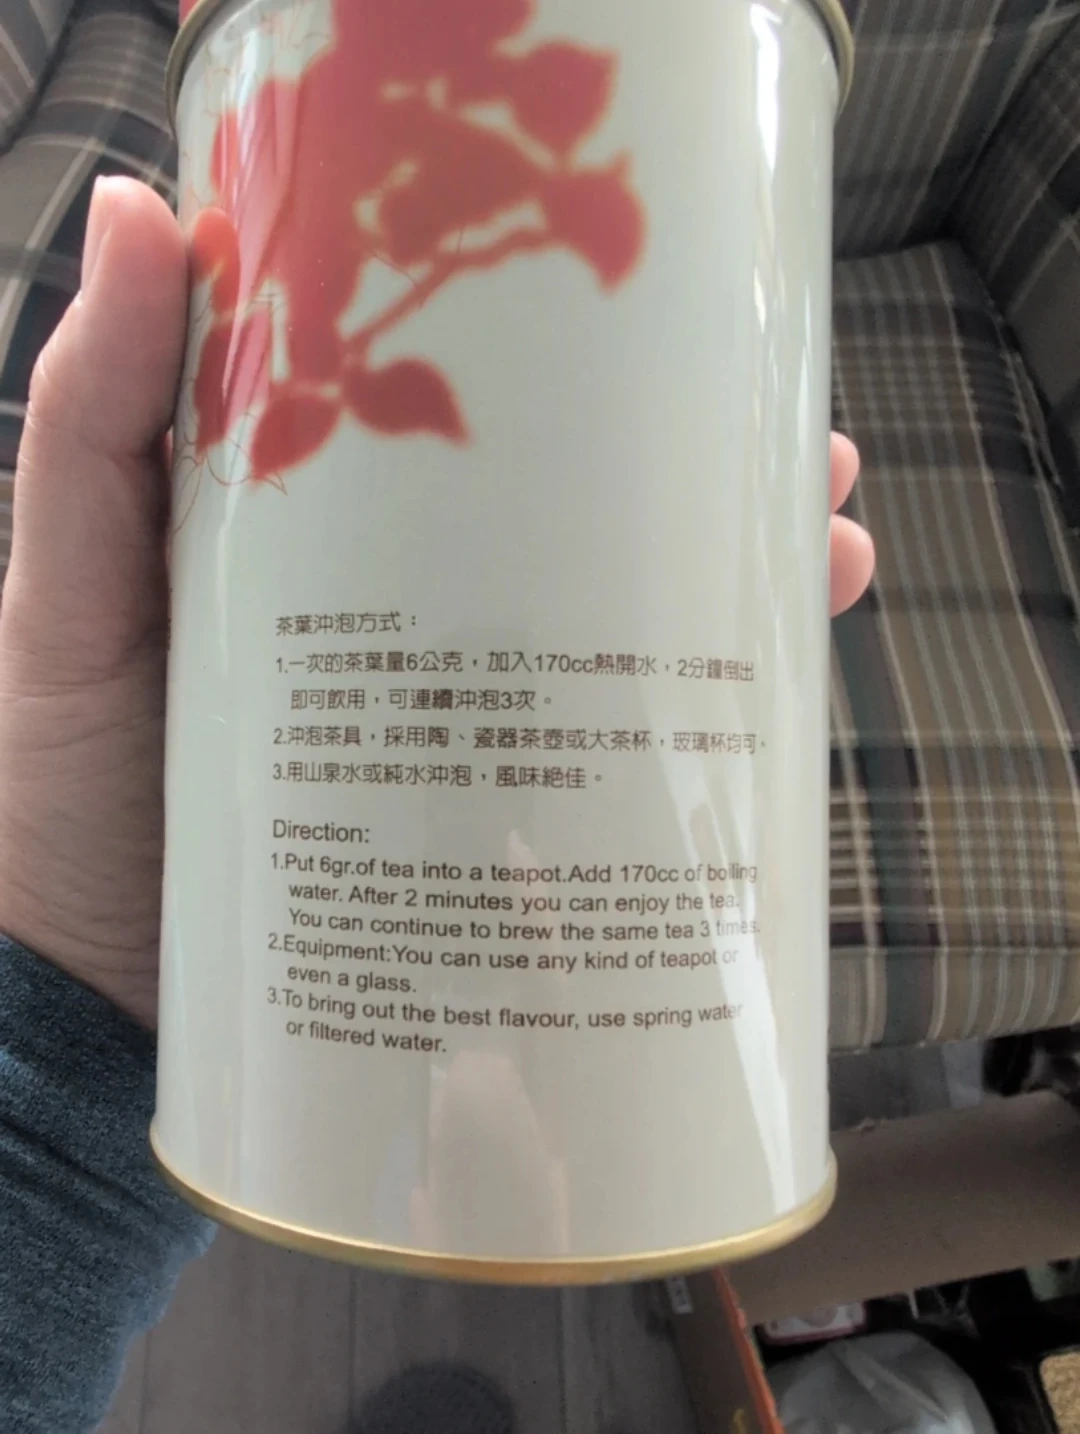 茶葉沖泡方式：
1.一次的茶葉量6公克，加入170cc熱開水，2分鐘倒出
即可飲用，可連續沖泡3次。
2.沖泡茶具，採用陶、瓷器茶壺或大茶杯，玻璃杯均可。
3.用山泉水或純水沖泡，風味絕佳。
Direction:
1.Put 6gr.of tea into a teapot.Add 170cc of boiling
water. After 2 minutes you can enjoy the tea.
You can continue to brew the same tea 3 times.
2.Equipment:You can use any kind of teapot or
even a glass.
3.To bring out the best flavour, use spring water
or filtered water.